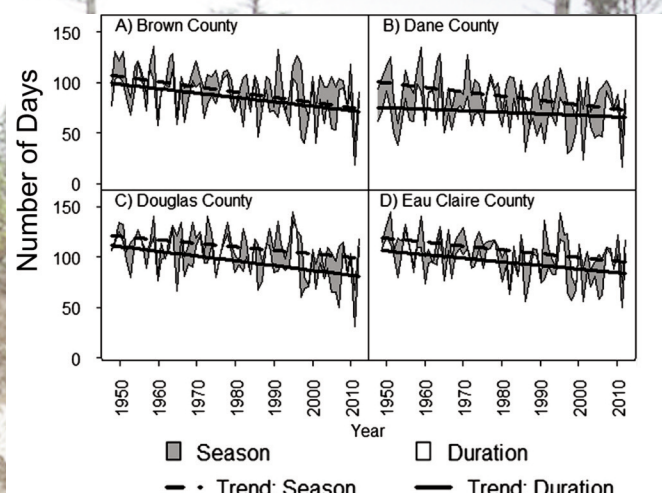 Number of Days
A) Brown County
B) Dane County
150
100
50
0
C) Douglas County
D) Eau Claire County
150
100
50
0
1950 1960 1970 1980 1990 2000 2010 1950 1960 1970 1980 1990 2000 2010
Year
Season Duration
Trend: Season Trend: Duration